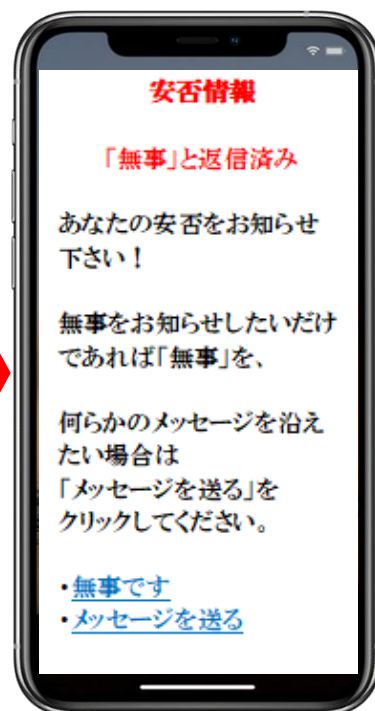 安否情報
「無事」と返信済み
あなたの安否をお知らせ
下さい！
無事をお知らせしたいだけ
であれば「無事」を、
何らかのメッセージを沿え
たい場合は
「メッセージを送る」を
クリックしてください。
・無事です
・メッセージを送る